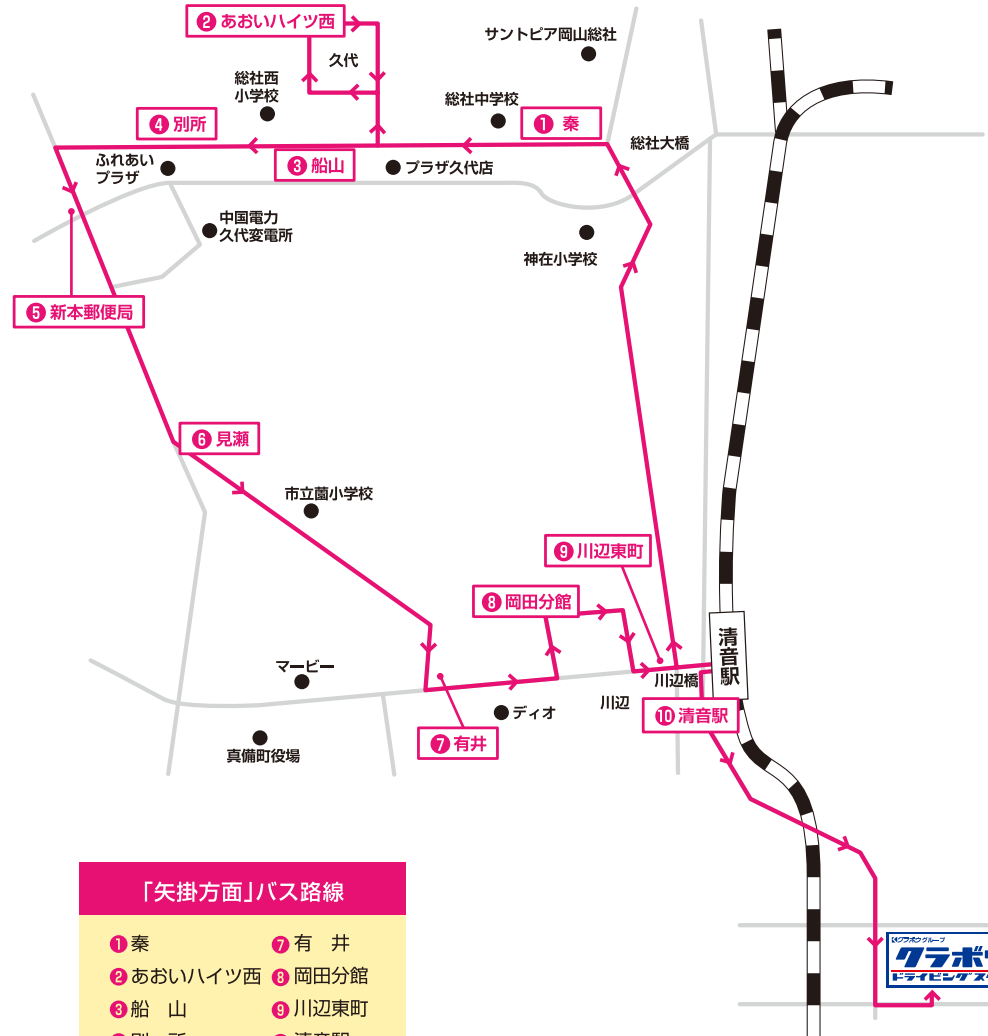 ❷ あおいハイツ西
サントピア岡山総社
久代
総社西
小学校
総社中学校
❹ 別所
❶ 秦
総社大橋
ふれあい
プラザ
❸ 船山
プラザ久代店
中国電力
久代変電所
神在小学校
❺ 新本郵便局
❻ 見瀬
市立薗小学校
❾ 川辺東町
❽ 岡田分館
清音駅
マービー
川辺橋
川辺
ディオ
❿ 清音駅
❼ 有井
真備町役場
「矢掛方面」バス路線
❶ 秦
❼ 有 井
❷ あおいハイツ西
❽ 岡田分館
❸ 船 山
❾ 川辺東町
クラボウグループ
クラボウ
ドライビングス